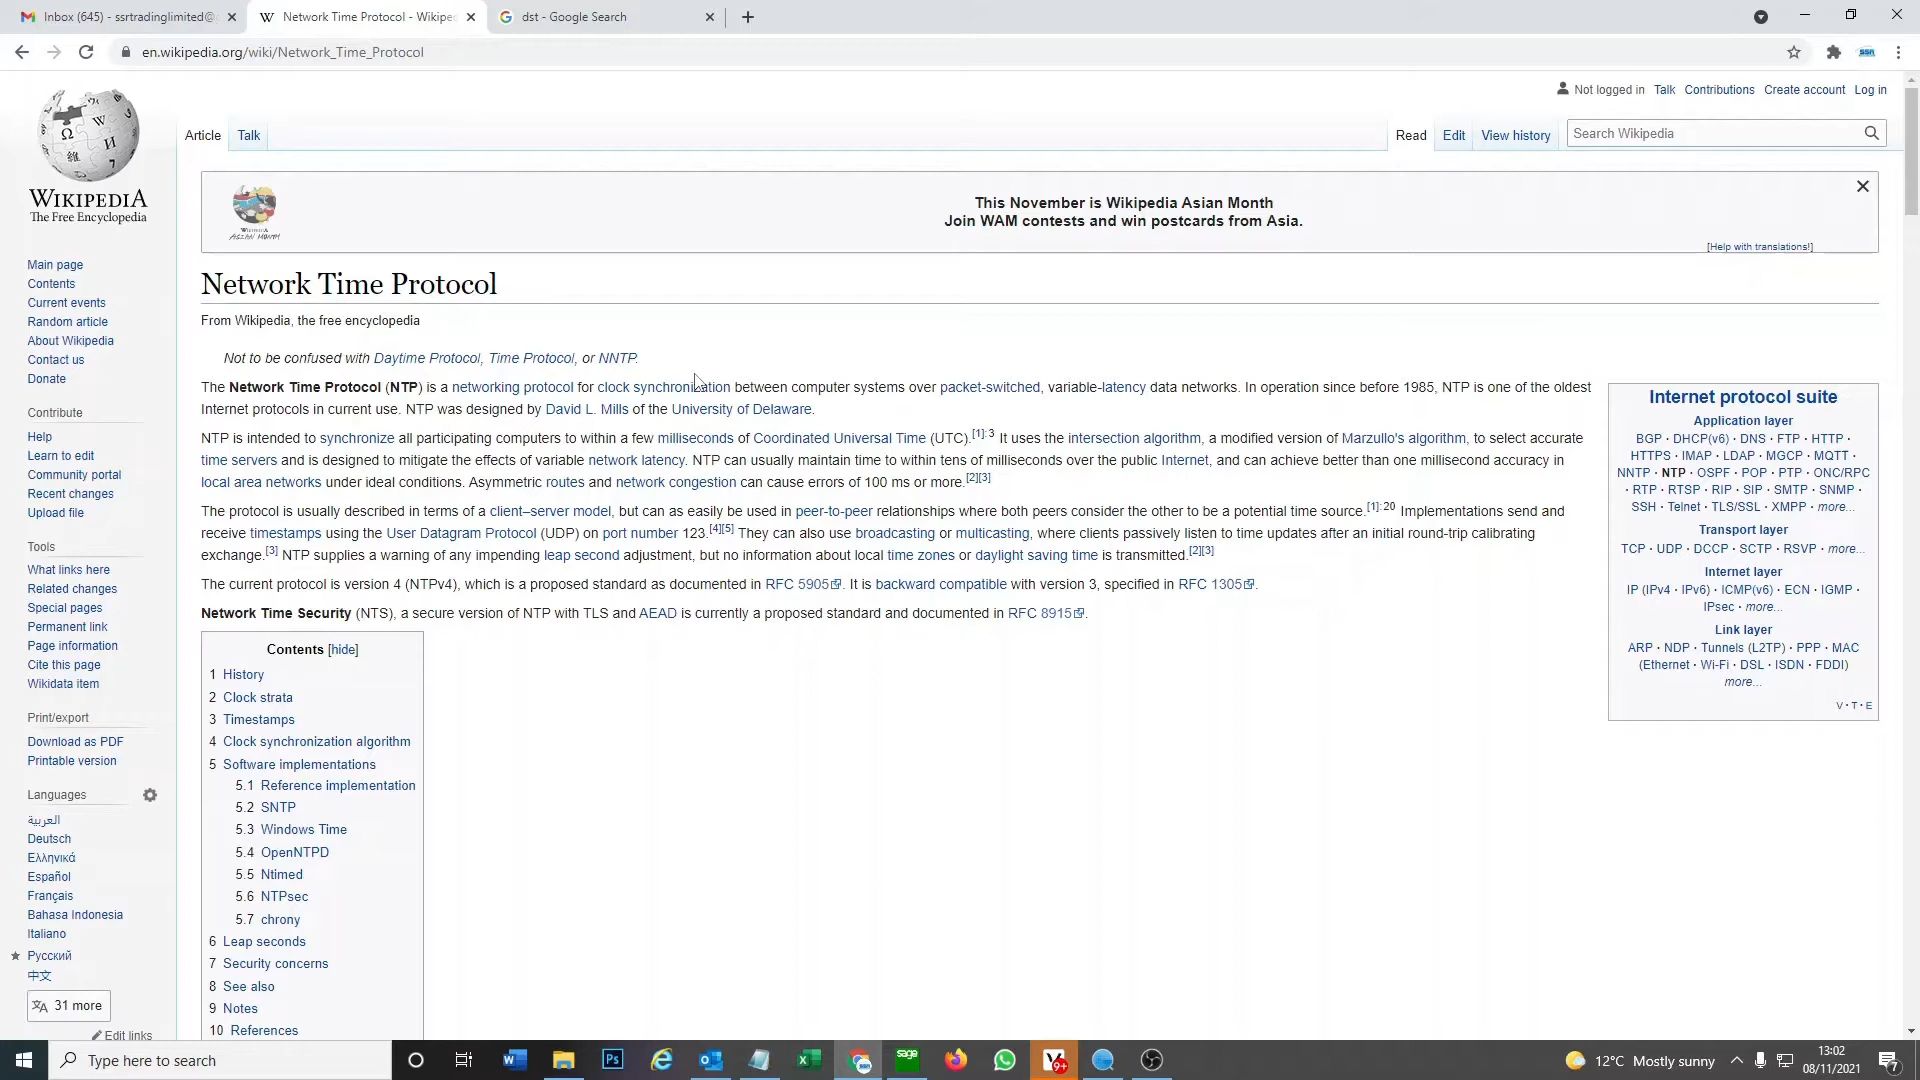 Inbox (645) - ssrtradinglimited@
Network Time Protocol - Wikiped
dst - Google Search
en.wikipedia.org/wiki/Network_Time_Protocol
Not logged in Talk Contributions Create account Log in
Article Talk
Read Edit View history Search Wikipedia
WIKIPEDIA
The Free Encyclopedia
Main page
Contents
Current events
Random article
About Wikipedia
Contact us
Donate
Contribute
Help
Learn to edit
Community portal
Recent changes
Upload file
Tools
What links here
Related changes
Special pages
Permanent link
Page information
Cite this page
Wikidata item
Print/export
Download as PDF
Printable version
Languages
العربية
Deutsch
Ελληνικά
Español
Français
Bahasa Indonesia
Italiano
Русский
中文
31 more
Edit links
WIKIPEDIA
ASIAN MONTH
This November is Wikipedia Asian Month
Join WAM contests and win postcards from Asia.
[Help with translations!]
Network Time Protocol
From Wikipedia, the free encyclopedia
Not to be confused with Daytime Protocol, Time Protocol, or NNTP.
The Network Time Protocol (NTP) is a networking protocol for clock synchronization between computer systems over packet-switched, variable-latency data networks. In operation since before 1985, NTP is one of the oldest
Internet protocols in current use. NTP was designed by David L. Mills of the University of Delaware.
NTP is intended to synchronize all participating computers to within a few milliseconds of Coordinated Universal Time (UTC).[1]:3 It uses the intersection algorithm, a modified version of Marzullo's algorithm, to select accurate
time servers and is designed to mitigate the effects of variable network latency. NTP can usually maintain time to within tens of milliseconds over the public Internet, and can achieve better than one millisecond accuracy in
local area networks under ideal conditions. Asymmetric routes and network congestion can cause errors of 100 ms or more.[2][3]
The protocol is usually described in terms of a client–server model, but can as easily be used in peer-to-peer relationships where both peers consider the other to be a potential time source.[1]:20 Implementations send and
receive timestamps using the User Datagram Protocol (UDP) on port number 123.[4][5] They can also use broadcasting or multicasting, where clients passively listen to time updates after an initial round-trip calibrating
exchange.[3] NTP supplies a warning of any impending leap second adjustment, but no information about local time zones or daylight saving time is transmitted.[2][3]
The current protocol is version 4 (NTPv4), which is a proposed standard as documented in RFC 5905. It is backward compatible with version 3, specified in RFC 1305.
Network Time Security (NTS), a secure version of NTP with TLS and AEAD is currently a proposed standard and documented in RFC 8915.
Contents [hide]
1 History
2 Clock strata
3 Timestamps
4 Clock synchronization algorithm
5 Software implementations
5.1 Reference implementation
5.2 SNTP
5.3 Windows Time
5.4 OpenNTPD
5.5 Ntimed
5.6 NTPsec
5.7 chrony
6 Leap seconds
7 Security concerns
8 See also
9 Notes
10 References
Internet protocol suite
Application layer
BGP · DHCP(v6) · DNS · FTP · HTTP ·
HTTPS · IMAP · LDAP · MGCP · MQTT ·
NNTP · NTP · OSPF · POP · PTP · ONC/RPC
· RTP · RTSP · RIP · SIP · SMTP · SNMP ·
SSH · Telnet · TLS/SSL · XMPP · more...
Transport layer
TCP · UDP · DCCP · SCTP · RSVP · more...
Internet layer
IP (IPv4 · IPv6) · ICMP(v6) · ECN · IGMP ·
IPsec · more...
Link layer
ARP · NDP · Tunnels (L2TP) · PPP · MAC
(Ethernet · Wi-Fi · DSL · ISDN · FDDI)
more...
V · T · E
Type here to search
sage
9+
12°C Mostly sunny
13:02
08/11/2021
7